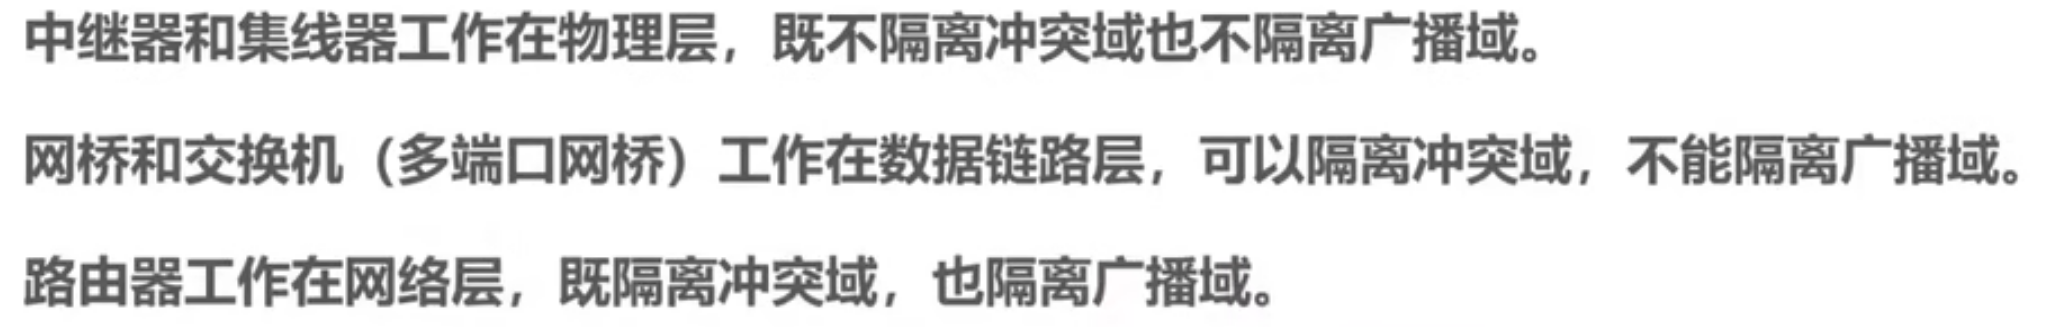 中继器和集线器工作在物理层，既不隔离冲突域也不隔离广播域。
网桥和交换机（多端口网桥）工作在数据链路层，可以隔离冲突域，不能隔离广播域。
路由器工作在网络层，既隔离冲突域，也隔离广播域。